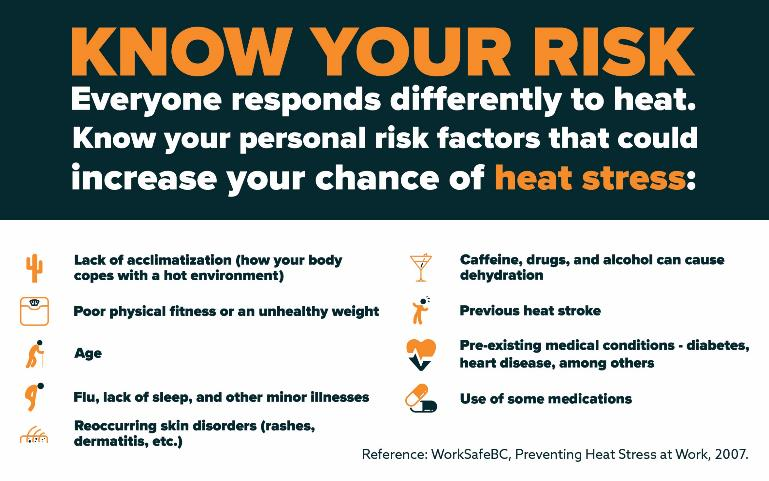 KNOW YOUR RISK
Everyone responds differently to heat.
Know your personal risk factors that could
increase your chance of heat stress:
Lack of acclimatization (how your body
copes with a hot environment)
Poor physical fitness or an unhealthy weight
Age
Flu, lack of sleep, and other minor illnesses
Reoccurring skin disorders (rashes,
dermatitis, etc.)
Caffeine, drugs, and alcohol can cause
dehydration
Previous heat stroke
Pre-existing medical conditions - diabetes,
heart disease, among others
Use of some medications
Reference: WorkSafeBC, Preventing Heat Stress at Work, 2007.